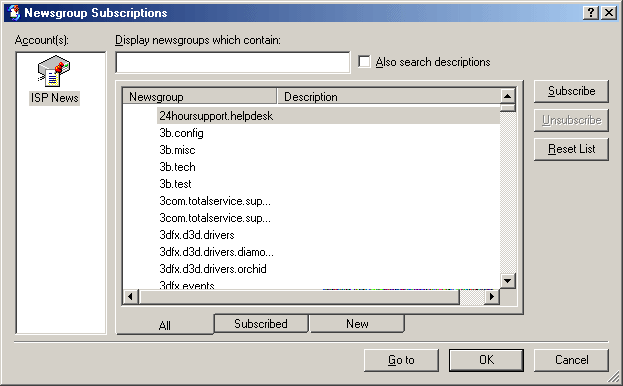 Newsgroup Subscriptions
Account(s):
ISP News
Display newsgroups which contain:
Also search descriptions
Newsgroup Description
24hoursupport.helpdesk
3b.config
3b.misc
3b.tech
3b.test
3com.totalservice.sup...
3com.totalservice.sup...
3dfx.d3d.drivers
3dfx.d3d.drivers.diamo...
3dfx.d3d.drivers.orchid
3dfx.events
All Subscribed New
Subscribe
Unsubscribe
Reset List
Go to OK Cancel